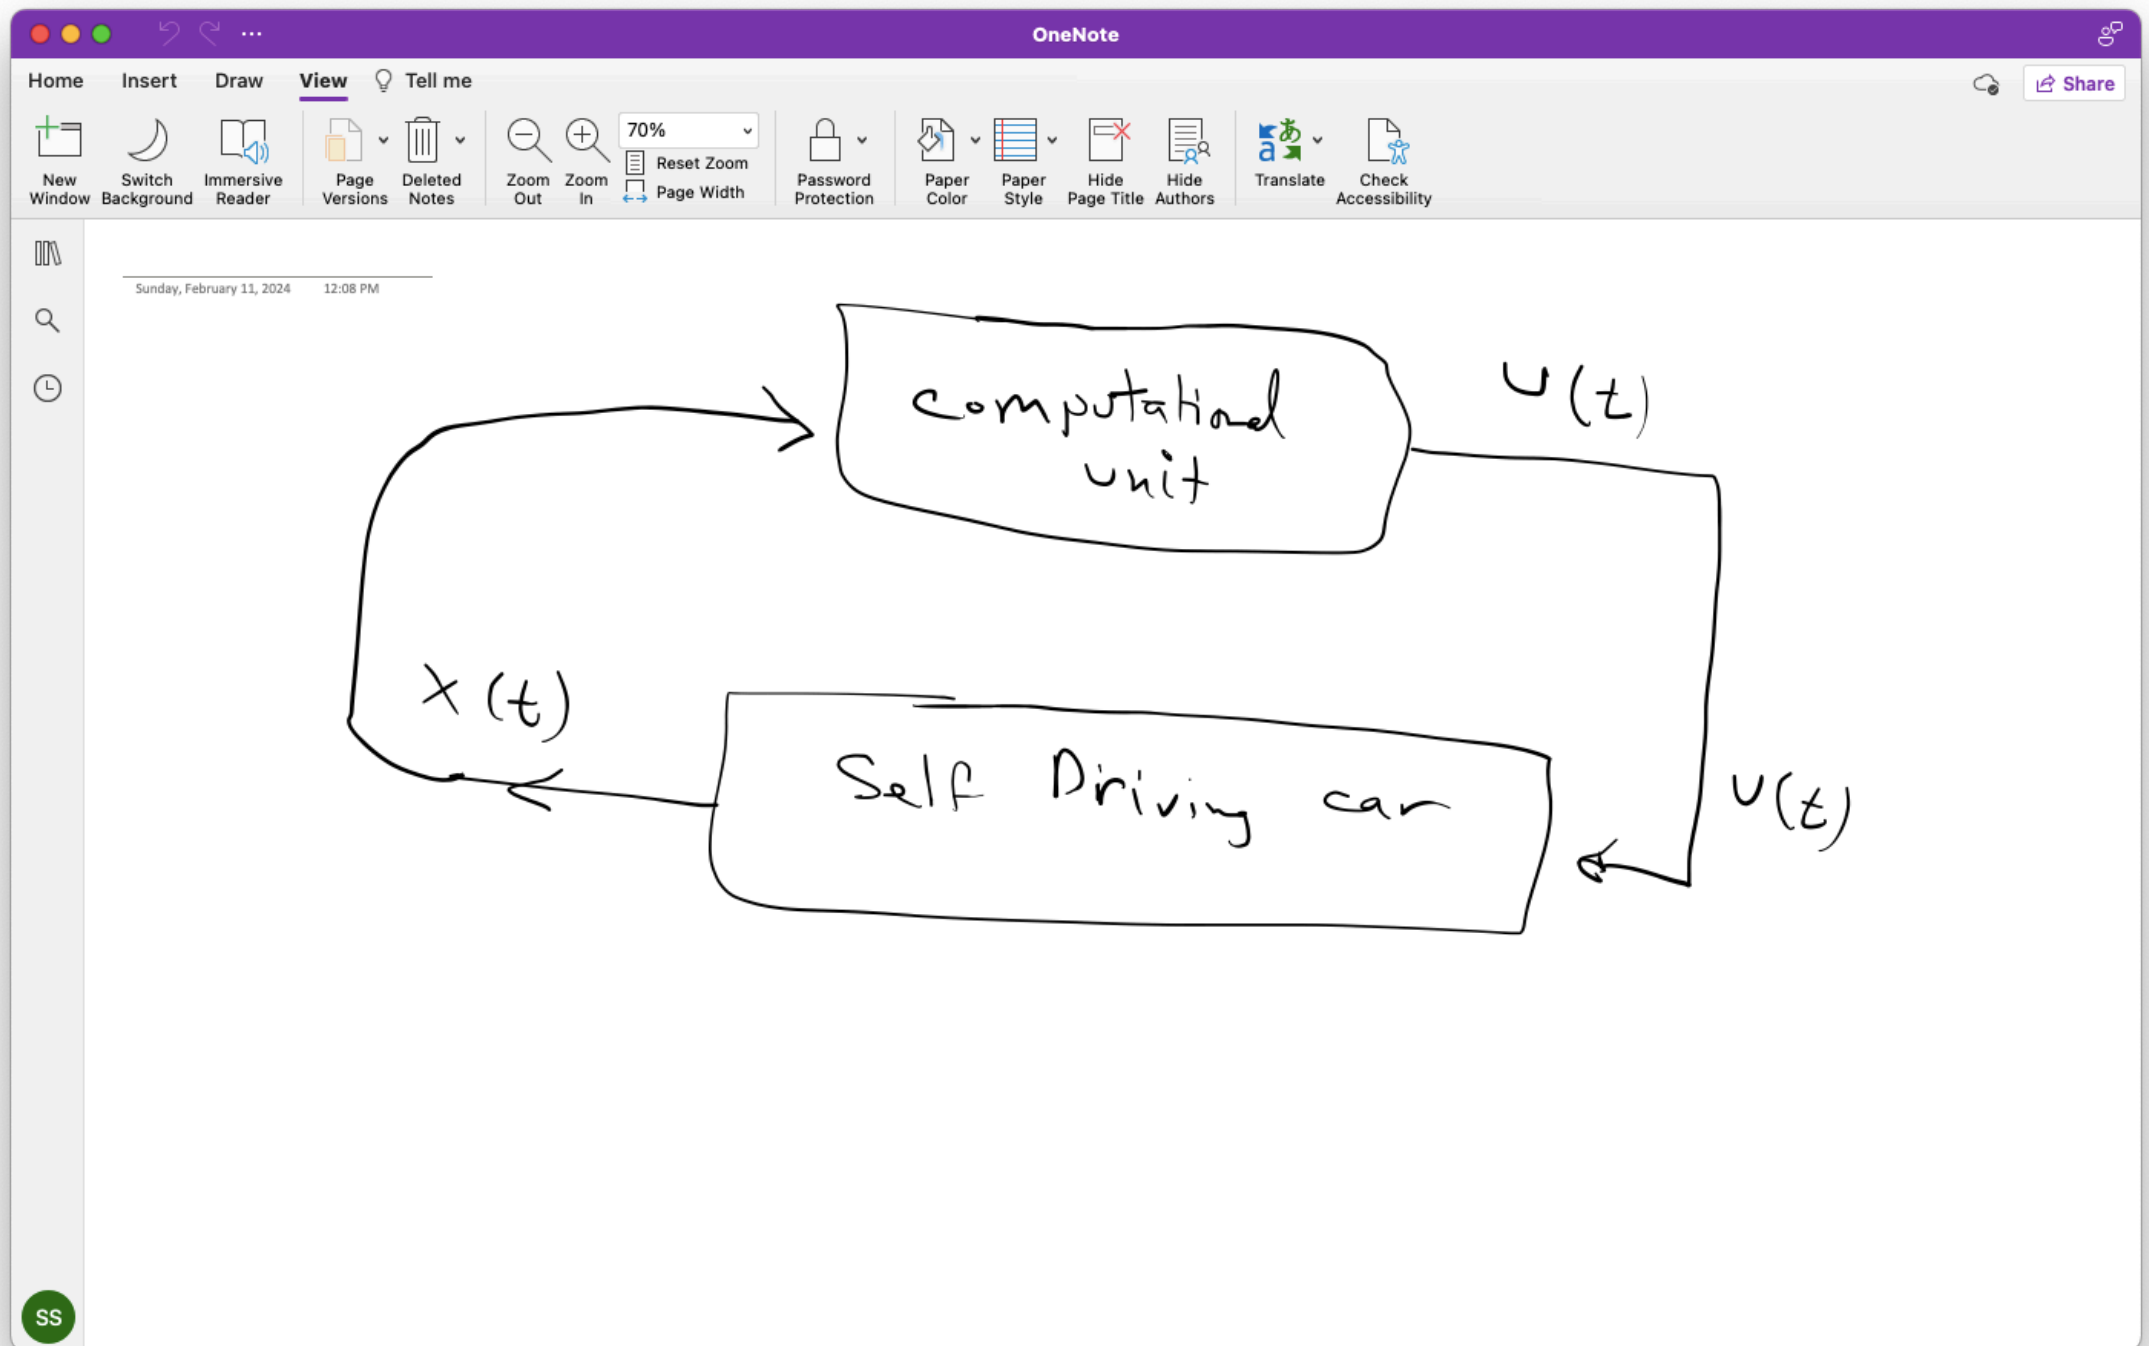 OneNote
Home Insert Draw View Tell me
Share
New Window
Switch Background
Immersive Reader
Page Versions
Deleted Notes
Zoom Out
Zoom In
70%
Reset Zoom
Page Width
Password Protection
Paper Color
Paper Style
Hide Page Title
Hide Authors
a あ
Translate
Check Accessibility
Sunday, February 11, 2024 12:08 PM
computational
unit
U(t)
X(t)
Self Driving car
U(t)
SS